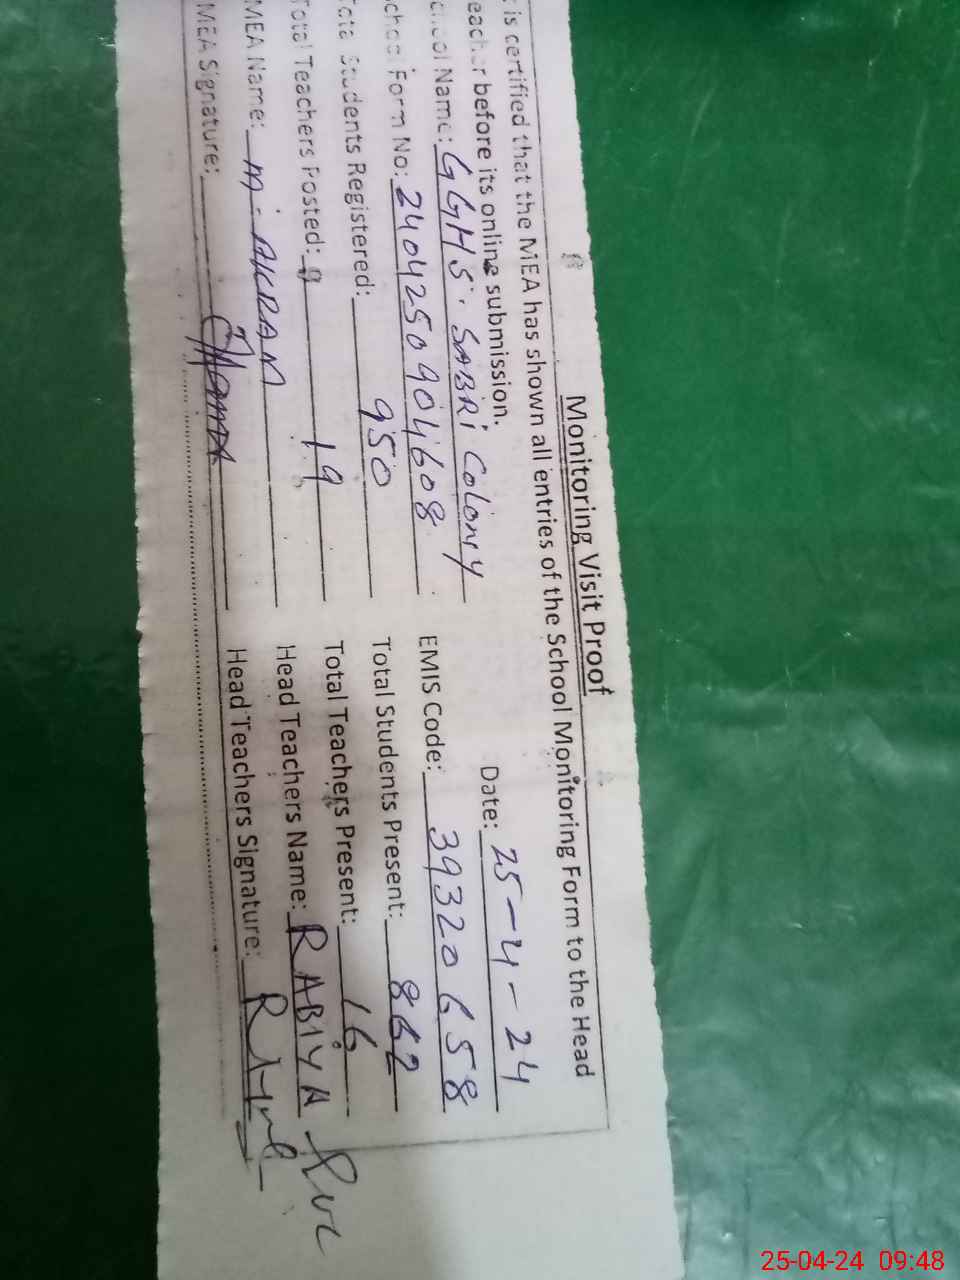 Monitoring Visit Proof
is certified that the MEA has shown all entries of the School Monitoring Form to the Head
eacher before its online submission.
Date: 25-4-24
chool Name: GGHS. SABRi Colony
EMIS Code: 39320658
chool Form No: 240425090 4608
Total Students Present: 862
Total Students Registered: 950
Total Teachers Present: 16
Total Teachers Posted: 19
Head Teachers Name: RABIYA
MEA Name: M. AKRAM
Head Teachers Signature:
MEA Signature:
25-04-24 09:48